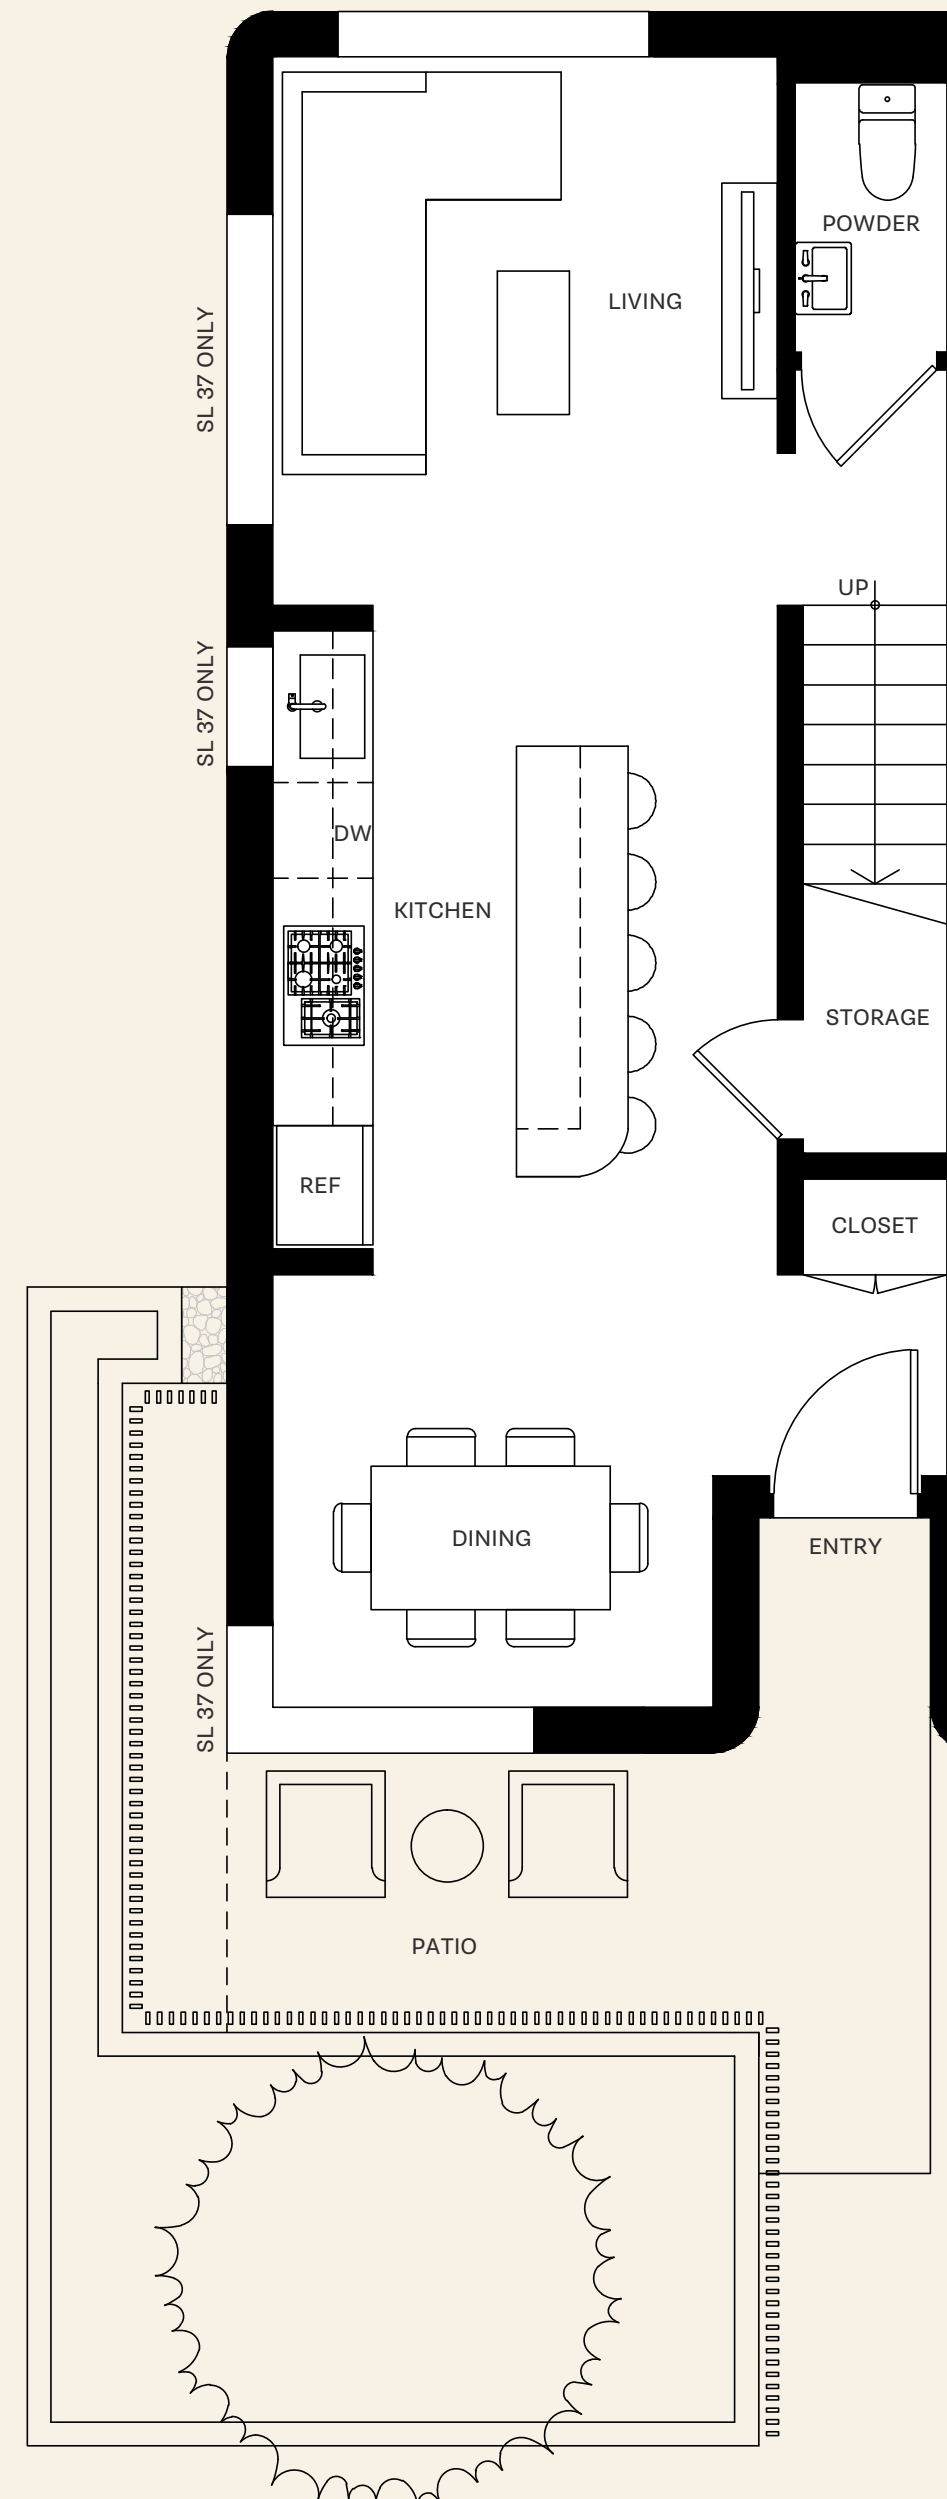 POWDER
LIVING
SL 37 ONLY
UP
SL 37 ONLY
DW
KITCHEN
STORAGE
REF
CLOSET
DINING
ENTRY
SL 37 ONLY
PATIO